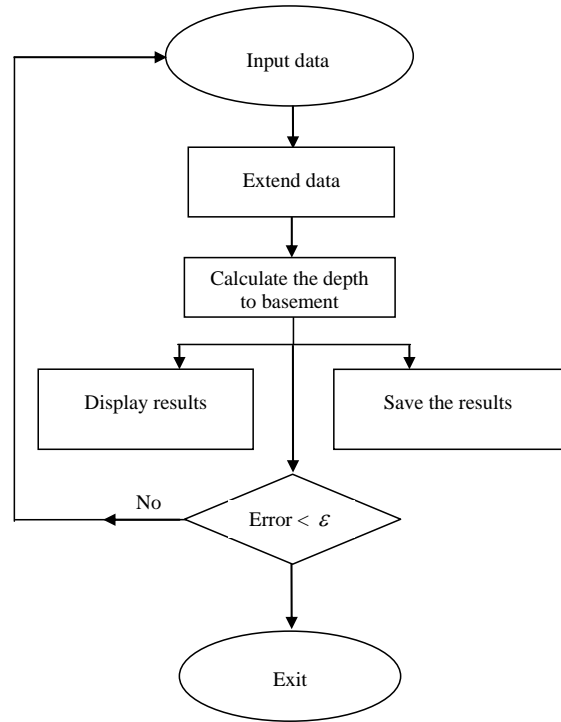 Input data
Extend data
Calculate the depth
to basement
Display results
Save the results
No
Error < ε
Exit